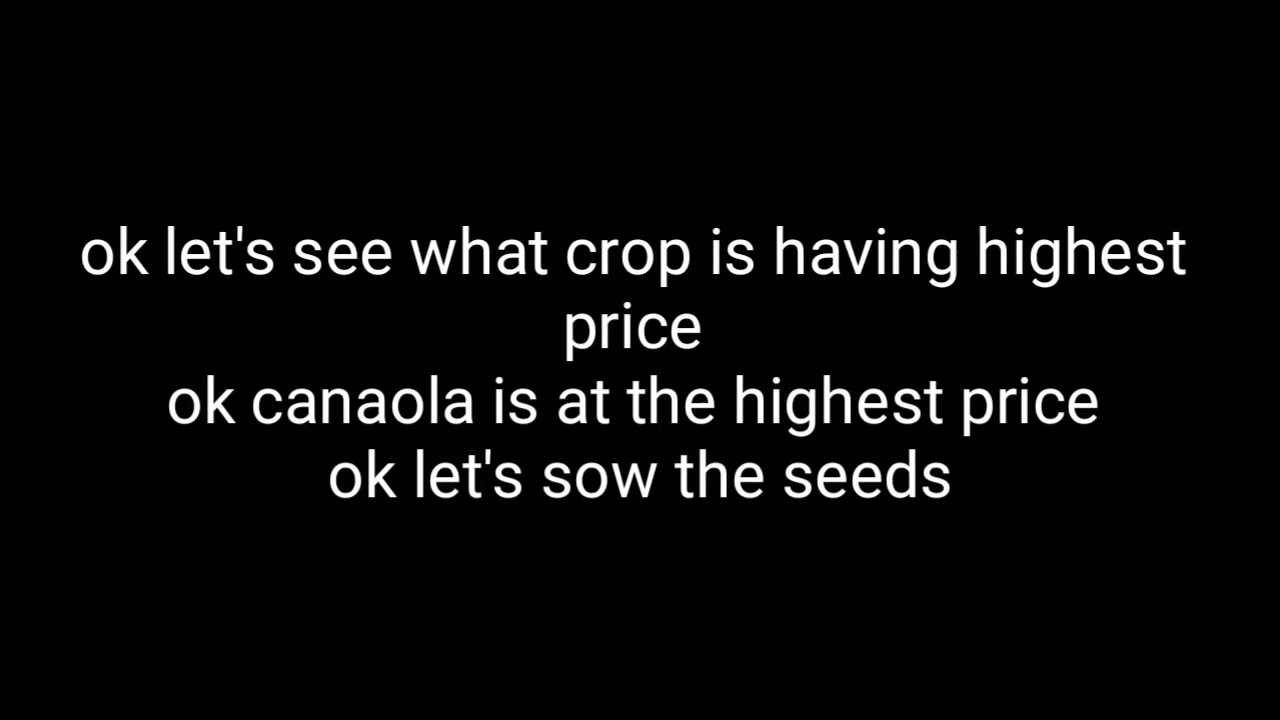 ok let's see what crop is having highest
price
ok canaola is at the highest price
ok let's sow the seeds